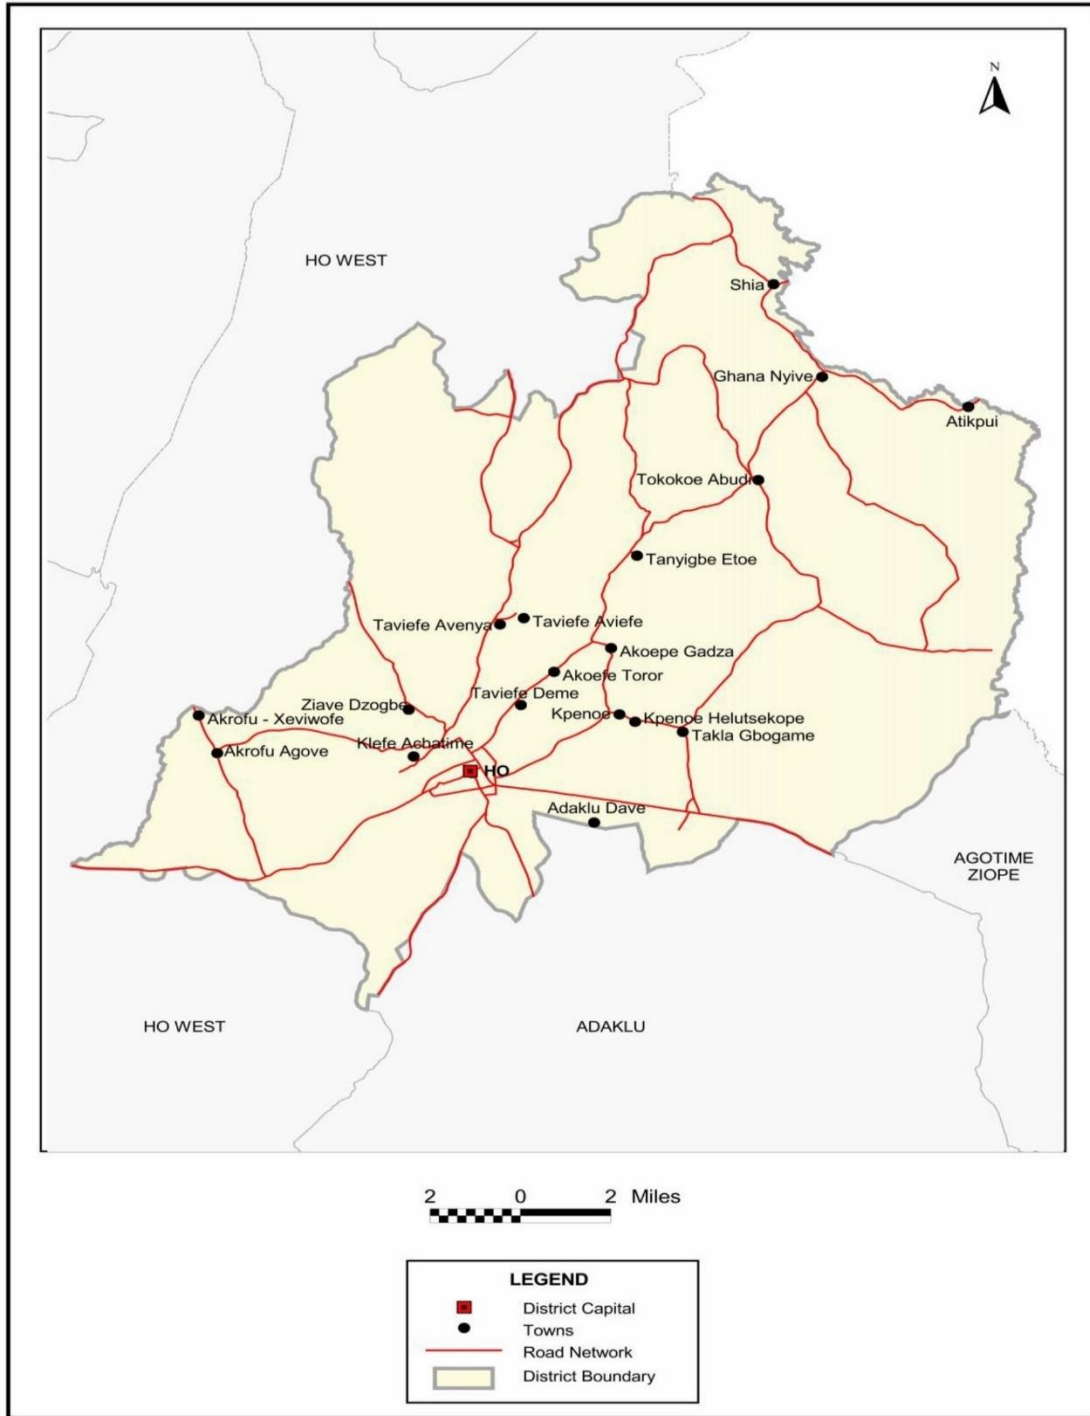 N
HO WEST
Shia
Ghana Nyive
Atikpui
Tokokoe Abudi
Tanyigbe Etoe
Taviefe Avenya
Taviefe Aviefe
Akoepe Gadza
Akoefe Toror
Taviefe Deme
Ziave Dzogbe
Kpenoe
Akrofu - Xeviwofe
Kpenoe Helutsekope
Takla Gbogame
Klefe Achatime
Akrofu Agove
HO
Adaklu Dave
AGOTIME
ZIOPE
HO WEST
ADAKLU
2 0 2 Miles
LEGEND
District Capital
Towns
Road Network
District Boundary